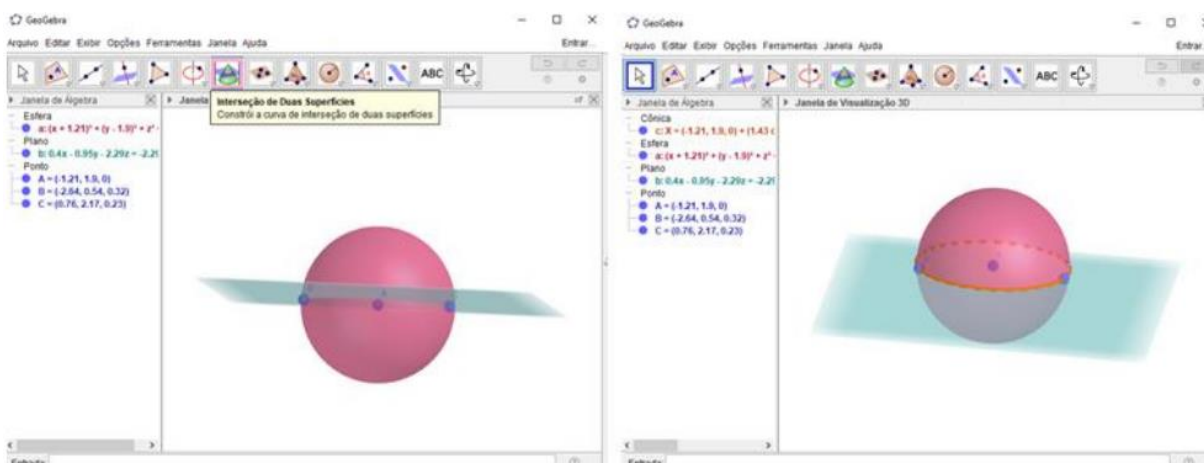 GeoGebra
Arquivo Editar Exibir Opções Ferramentas Janela Ajuda
Entrar...
ABC
Janela de Álgebra
Janela
Interseção de Duas Superfícies
Constrói a curva de interseção de duas superfícies
Esfera
a: (x + 1.21)² + (y - 1.9)² + z²
Plano
b: 0.4x - 0.95y - 2.29z = -2.2
Ponto
A = (-1.21, 1.9, 0)
B = (-2.64, 0.54, 0.32)
C = (0.76, 2.17, 0.23)
GeoGebra
Arquivo Editar Exibir Opções Ferramentas Janela Ajuda
Entrar...
ABC
Janela de Álgebra
Janela de Visualização 3D
Cônica
c: X = (-1.21, 1.9, 0) + (1.43
Esfera
a: (x + 1.21)² + (y - 1.9)² + z²
Plano
b: 0.4x - 0.95y - 2.29z = -2.2
Ponto
A = (-1.21, 1.9, 0)
B = (-2.64, 0.54, 0.32)
C = (0.76, 2.17, 0.23)